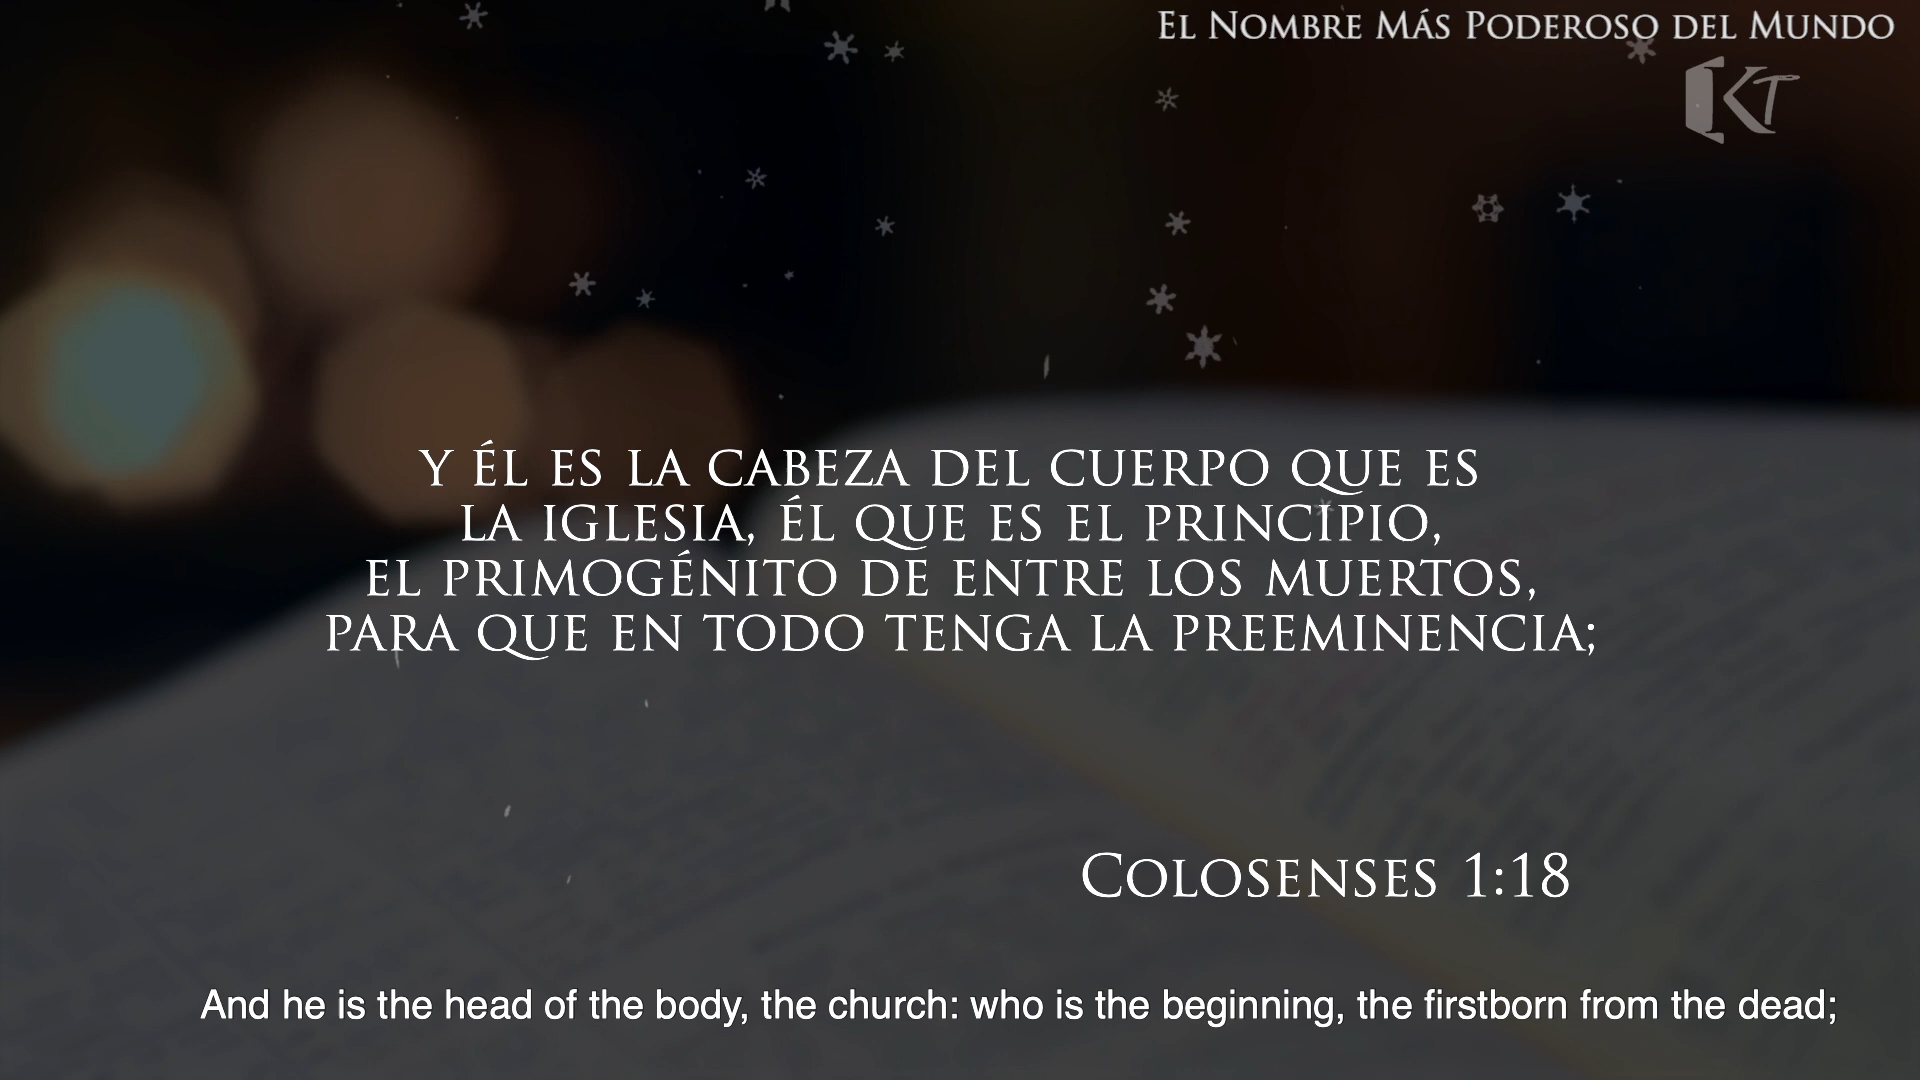 El Nombre Más Poderoso del Mundo
KT
Y ÉL ES LA CABEZA DEL CUERPO QUE ES
LA IGLESIA, ÉL QUE ES EL PRINCIPIO,
EL PRIMOGÉNITO DE ENTRE LOS MUERTOS,
PARA QUE EN TODO TENGA LA PREEMINENCIA;
Colosenses 1:18
And he is the head of the body, the church: who is the beginning, the firstborn from the dead;